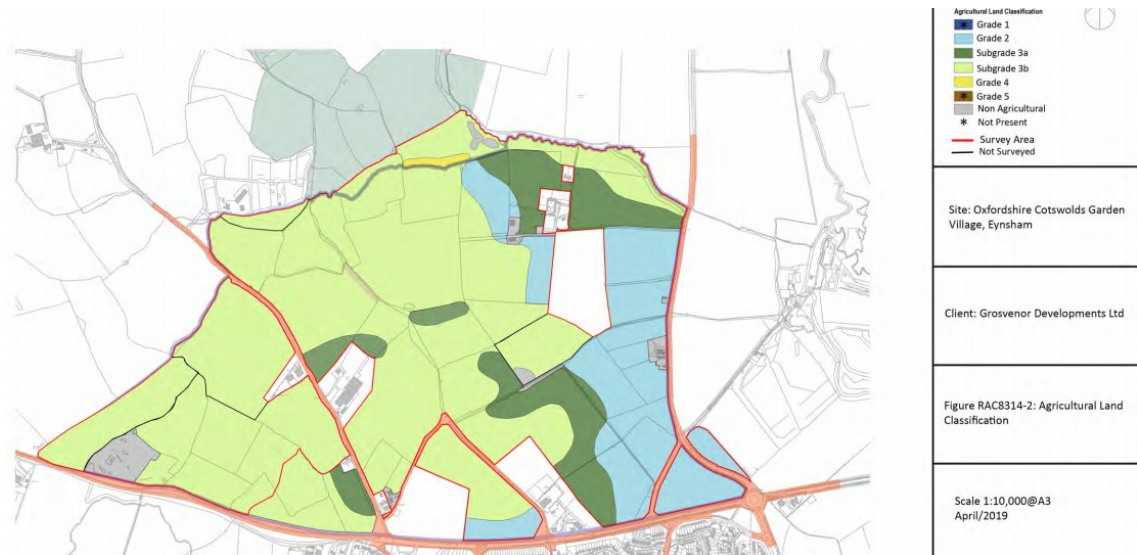 Agricultural Land Classification
Grade 1
Grade 2
Subgrade 3a
Subgrade 3b
Grade 4
Grade 5
Non Agricultural
Not Present
Survey Area
Not Surveyed
Site: Oxfordshire Cotswolds Garden
Village, Eynsham
Client: Grosvenor Developments Ltd
Figure RAC8314-2: Agricultural Land
Classification
Scale 1:10,000@A3
April/2019